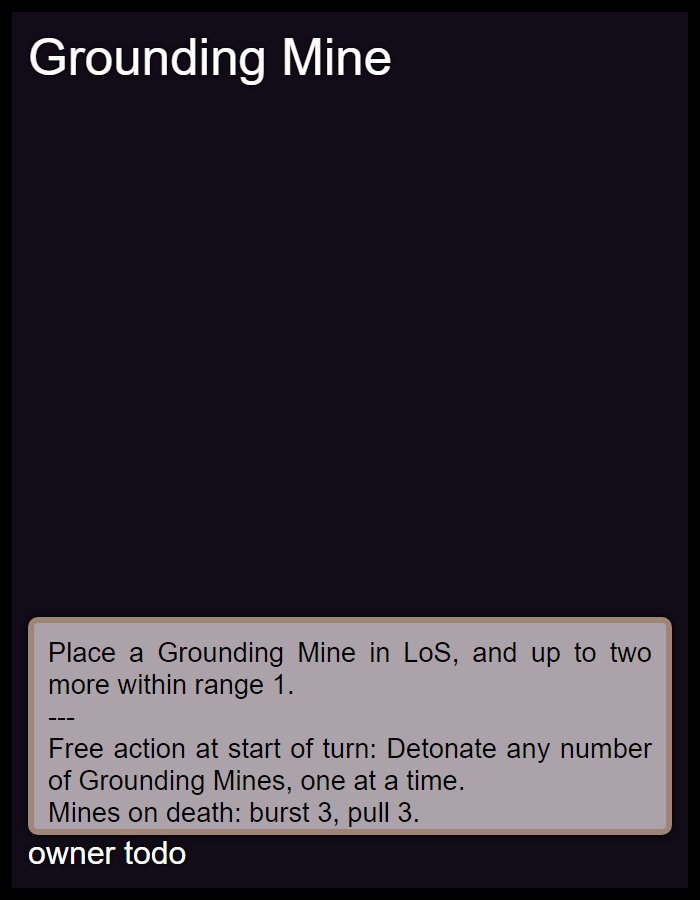 Grounding Mine
Place a Grounding Mine in LoS, and up to two
more within range 1.
---
Free action at start of turn: Detonate any number
of Grounding Mines, one at a time.
Mines on death: burst 3, pull 3.
owner todo